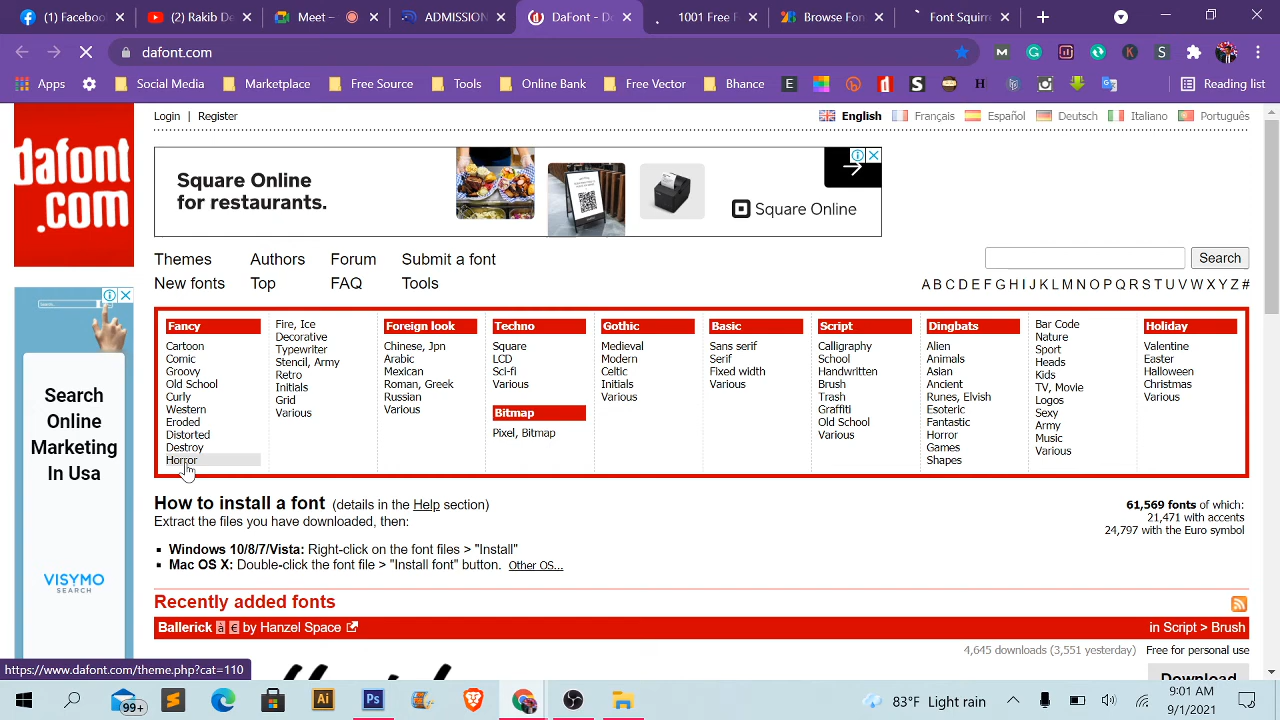 (1) Faceboo
(2) Rakib De
Meet –
ADMISSION
DaFont - D
1001 Free F
Browse Fon
Font Squirre
dafont.com
Apps
Social Media
Marketplace
Free Source
Tools
Online Bank
Free Vector
Bhance
Reading list
dafont
.com
Login | Register
English
Français
Español
Deutsch
Italiano
Português
Square Online
for restaurants.
Square Online
Themes Authors Forum Submit a font
New fonts Top FAQ Tools
Search
A B C D E F G H I J K L M N O P Q R S T U V W X Y Z #
Fancy
Cartoon
Comic
Groovy
Old School
Curly
Western
Eroded
Distorted
Destroy
Horror
Fire, Ice
Decorative
Typewriter
Stencil, Army
Retro
Initials
Grid
Various
Foreign look
Chinese, Jpn
Arabic
Mexican
Roman, Greek
Russian
Various
Techno
Square
LCD
Sci-fi
Various
Bitmap
Pixel, Bitmap
Gothic
Medieval
Modern
Celtic
Initials
Various
Basic
Sans serif
Serif
Fixed width
Various
Script
Calligraphy
School
Handwritten
Brush
Trash
Graffiti
Old School
Various
Dingbats
Alien
Animals
Asian
Ancient
Runes, Elvish
Esoteric
Fantastic
Horror
Games
Shapes
Bar Code
Nature
Sport
Heads
Kids
TV, Movie
Logos
Sexy
Army
Music
Various
Holiday
Valentine
Easter
Halloween
Christmas
Various
Search
Online
Marketing
In Usa
VISYMO
SEARCH
How to install a font (details in the Help section)
Extract the files you have downloaded, then:
Windows 10/8/7/Vista: Right-click on the font files > "Install"
Mac OS X: Double-click the font file > "Install font" button. Other OS...
61,569 fonts of which:
21,471 with accents
24,797 with the Euro symbol
Recently added fonts
Ballerick à € by Hanzel Space
in Script > Brush
4,645 downloads (3,551 yesterday)
Free for personal use
Download
https://www.dafont.com/theme.php?cat=110
99+
Ai
Ps
83°F Light rain
9:01 AM
9/1/2021